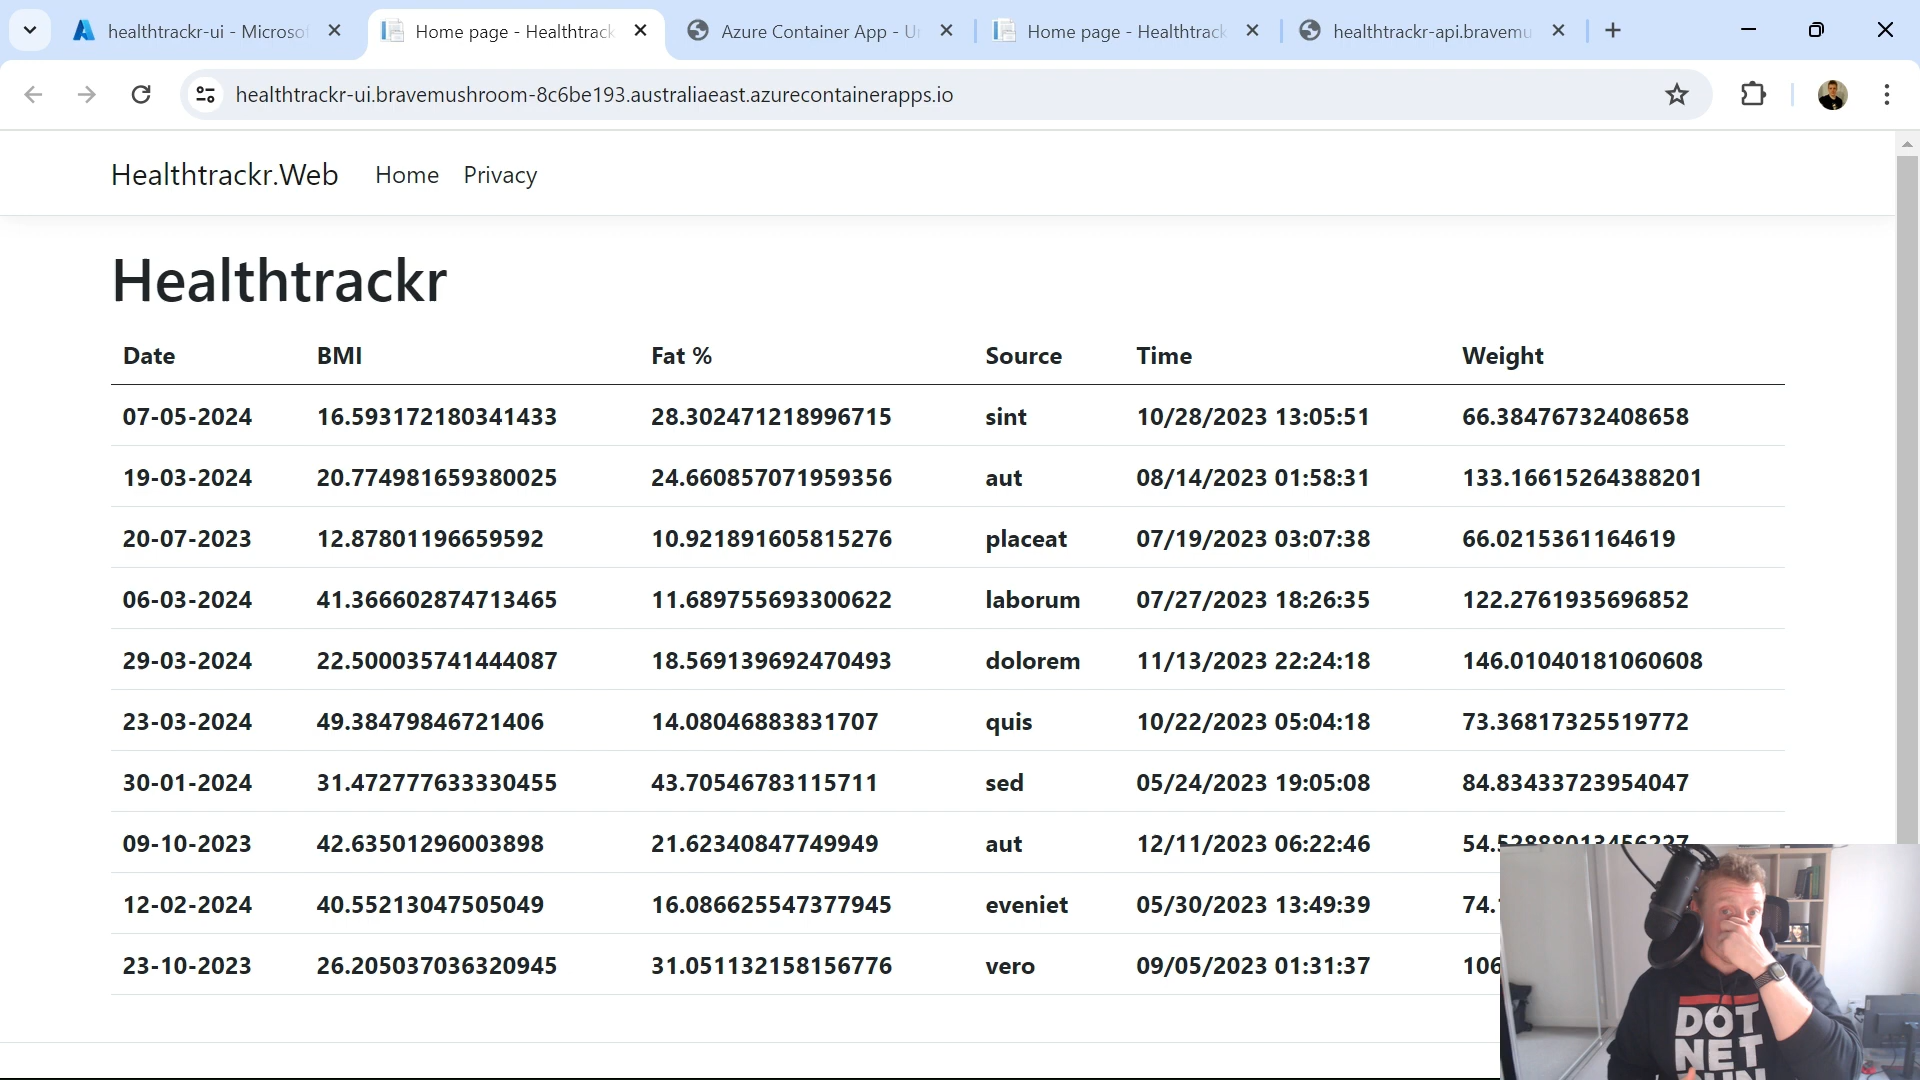 healthtrackr-ui - Microsof
Home page - Healthtrack
Azure Container App - U
Home page - Healthtrack
healthtrackr-api.bravemu
healthtrackr-ui.bravemushroom-8c6be193.australiaeast.azurecontainerapps.io
Healthtrackr.Web Home Privacy
Healthtrackr
Date BMI Fat % Source Time Weight
07-05-2024 16.593172180341433 28.302471218996715 sint 10/28/2023 13:05:51 66.38476732408658
19-03-2024 20.774981659380025 24.660857071959356 aut 08/14/2023 01:58:31 133.16615264388201
20-07-2023 12.87801196659592 10.921891605815276 placeat 07/19/2023 03:07:38 66.0215361164619
06-03-2024 41.366602874713465 11.689755693300622 laborum 07/27/2023 18:26:35 122.2761935696852
29-03-2024 22.500035741444087 18.569139692470493 dolorem 11/13/2023 22:24:18 146.01040181060608
23-03-2024 49.38479846721406 14.08046883831707 quis 10/22/2023 05:04:18 73.36817325519772
30-01-2024 31.472777633330455 43.70546783115711 sed 05/24/2023 19:05:08 84.83433723954047
09-10-2023 42.63501296003898 21.62340847749949 aut 12/11/2023 06:22:46
12-02-2024 40.55213047505049 16.086625547377945 eveniet 05/30/2023 13:49:39 74.
23-10-2023 26.205037036320945 31.051132158156776 vero 09/05/2023 01:31:37 106
DOT
NET